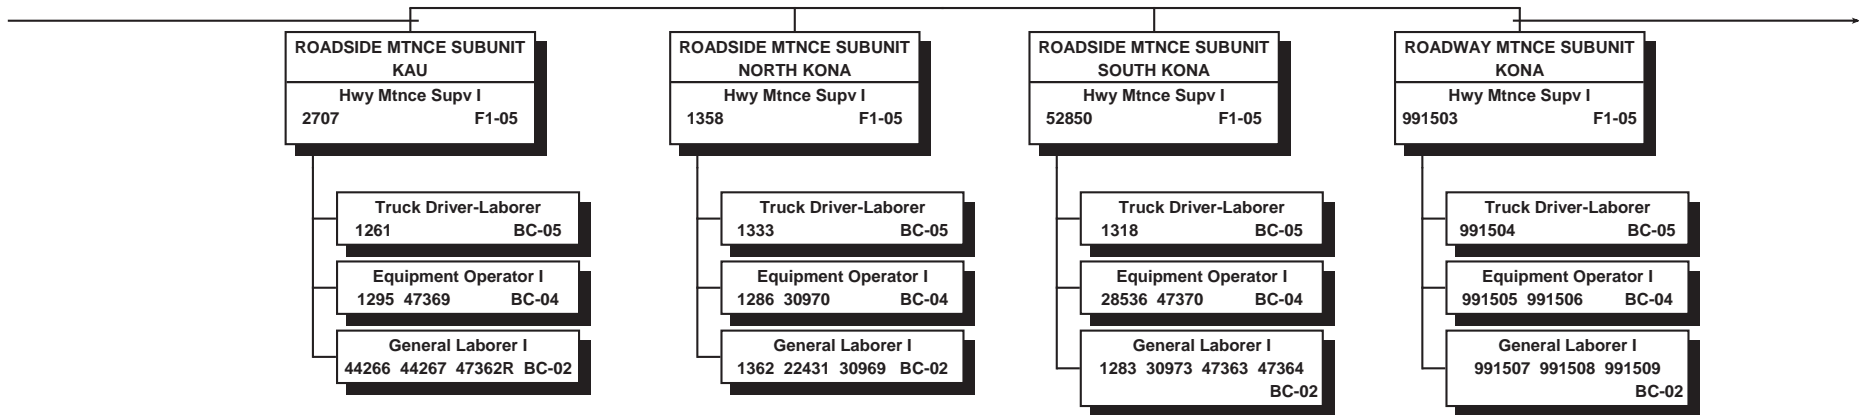 ROADSIDE MTNCE SUBUNIT
KAU
Hwy Mtnce Supv I
2707 F1-05
Truck Driver-Laborer
1261 BC-05
Equipment Operator I
1295 47369 BC-04
General Laborer I
44266 44267 47362R BC-02
ROADSIDE MTNCE SUBUNIT
NORTH KONA
Hwy Mtnce Supv I
1358 F1-05
Truck Driver-Laborer
1333 BC-05
Equipment Operator I
1286 30970 BC-04
General Laborer I
1362 22431 30969 BC-02
ROADSIDE MTNCE SUBUNIT
SOUTH KONA
Hwy Mtnce Supv I
52850 F1-05
Truck Driver-Laborer
1318 BC-05
Equipment Operator I
28536 47370 BC-04
General Laborer I
1283 30973 47363 47364
BC-02
ROADWAY MTNCE SUBUNIT
KONA
Hwy Mtnce Supv I
991503 F1-05
Truck Driver-Laborer
991504 BC-05
Equipment Operator I
991505 991506 BC-04
General Laborer I
991507 991508 991509
BC-02